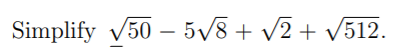 Simplify √50 − 5√8 + √2 + √512.